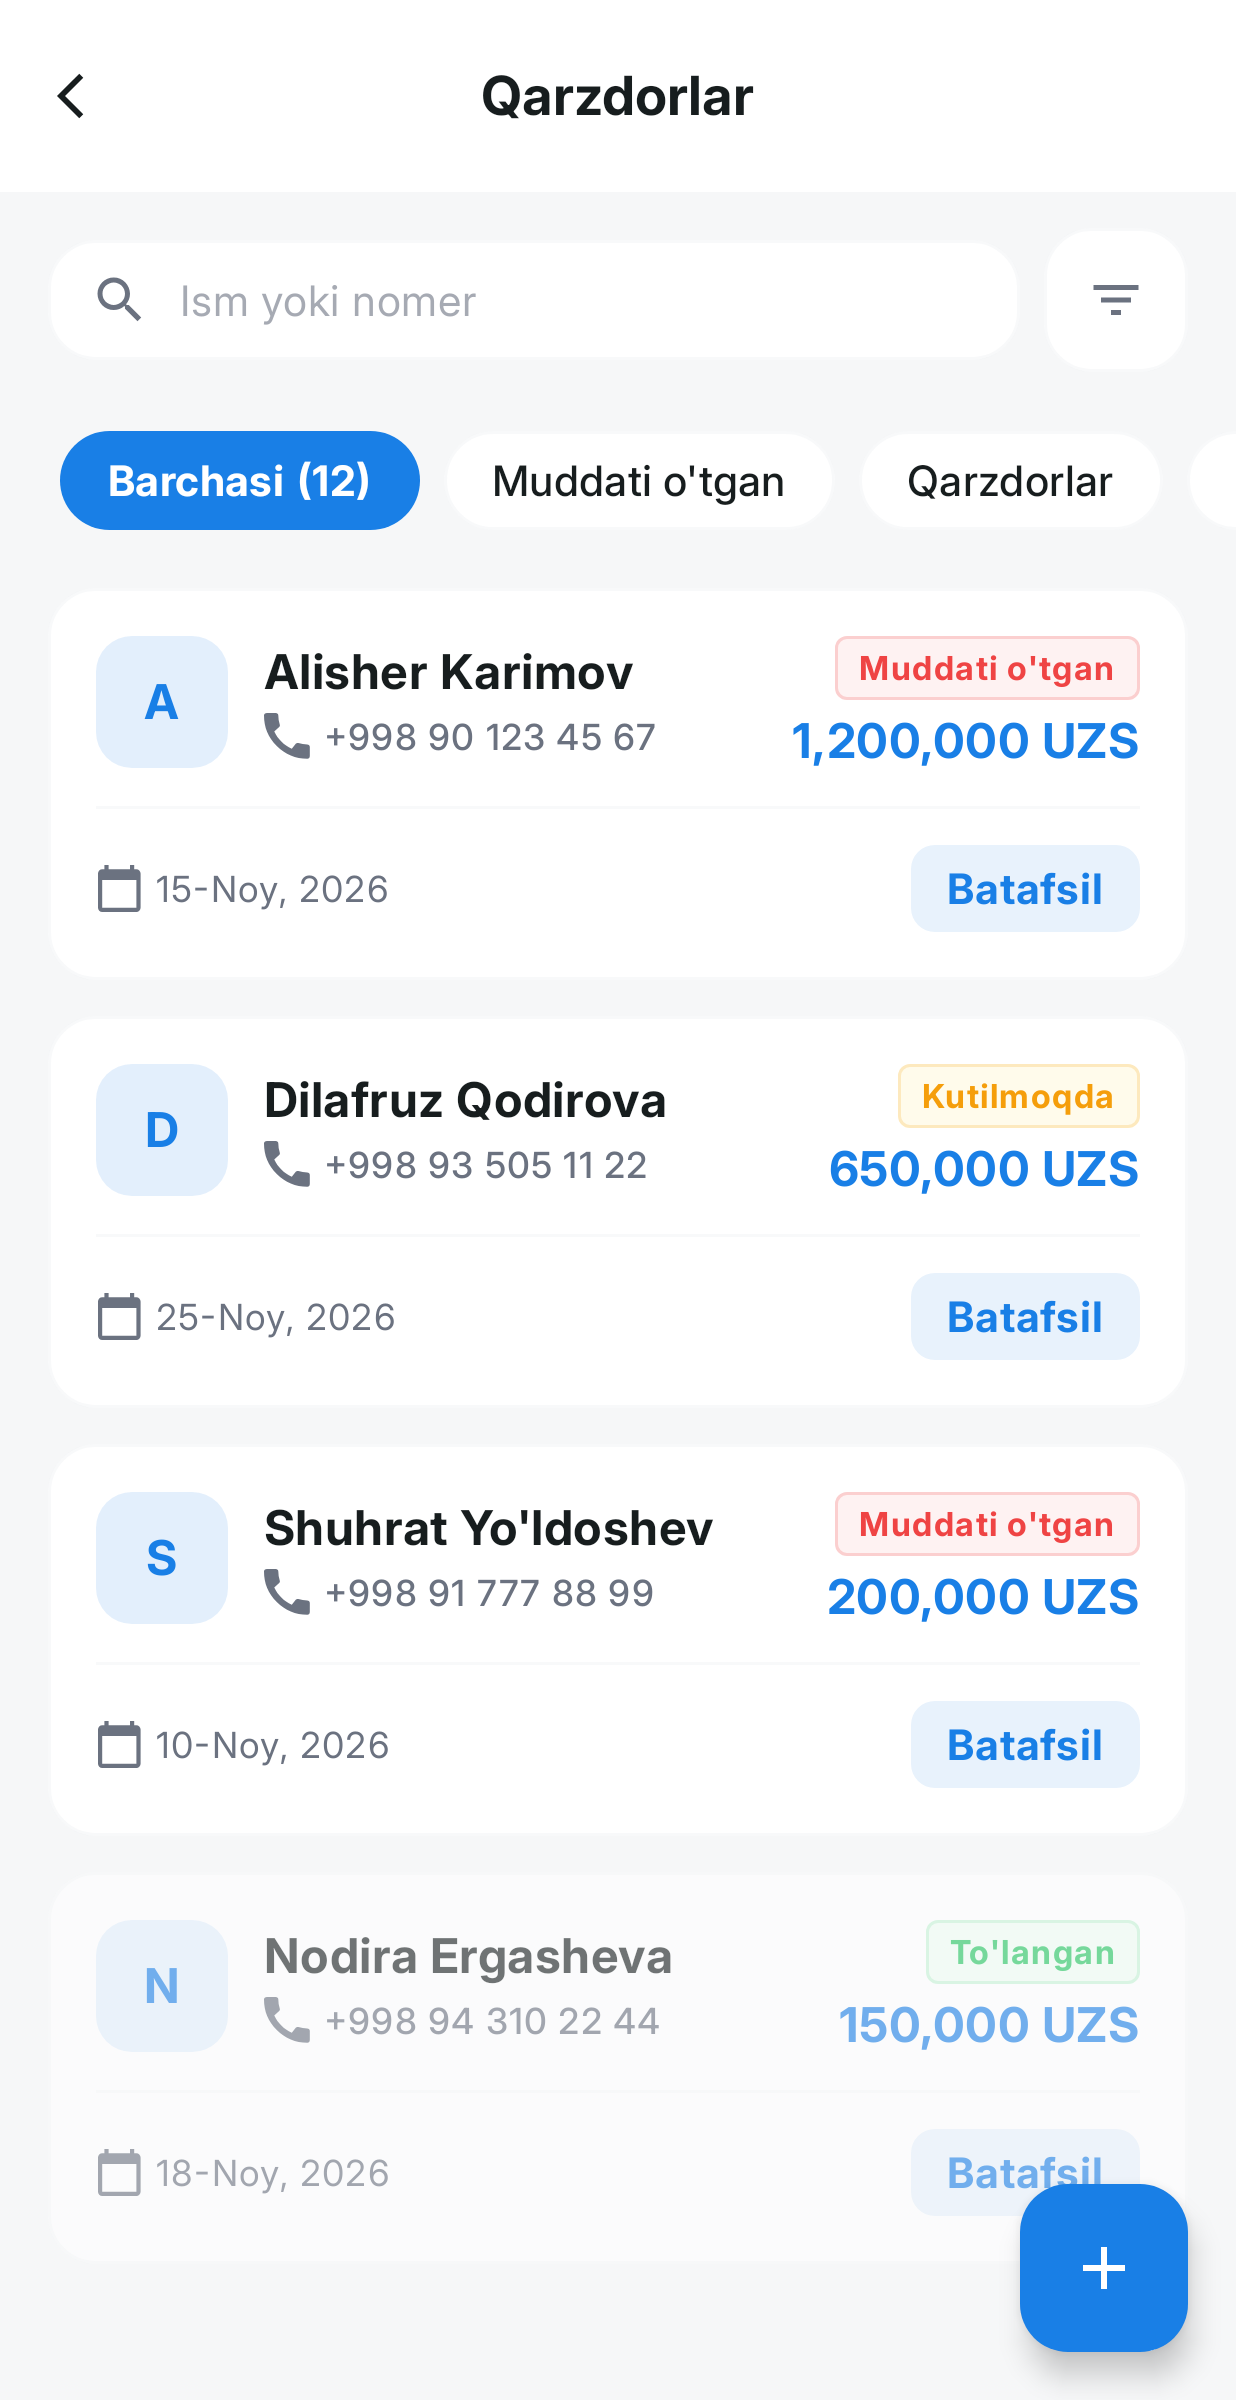 Qarzdorlar
Ism yoki nomer
Barchasi (12)
Muddati o'tgan
Qarzdorlar
A
Alisher Karimov
Muddati o'tgan
+998 90 123 45 67
1,200,000 UZS
15-Noy, 2026
Batafsil
D
Dilafruz Qodirova
Kutilmoqda
+998 93 505 11 22
650,000 UZS
25-Noy, 2026
Batafsil
S
Shuhrat Yo'ldoshev
Muddati o'tgan
+998 91 777 88 99
200,000 UZS
10-Noy, 2026
Batafsil
N
Nodira Ergasheva
To'langan
+998 94 310 22 44
150,000 UZS
18-Noy, 2026
Batafsil